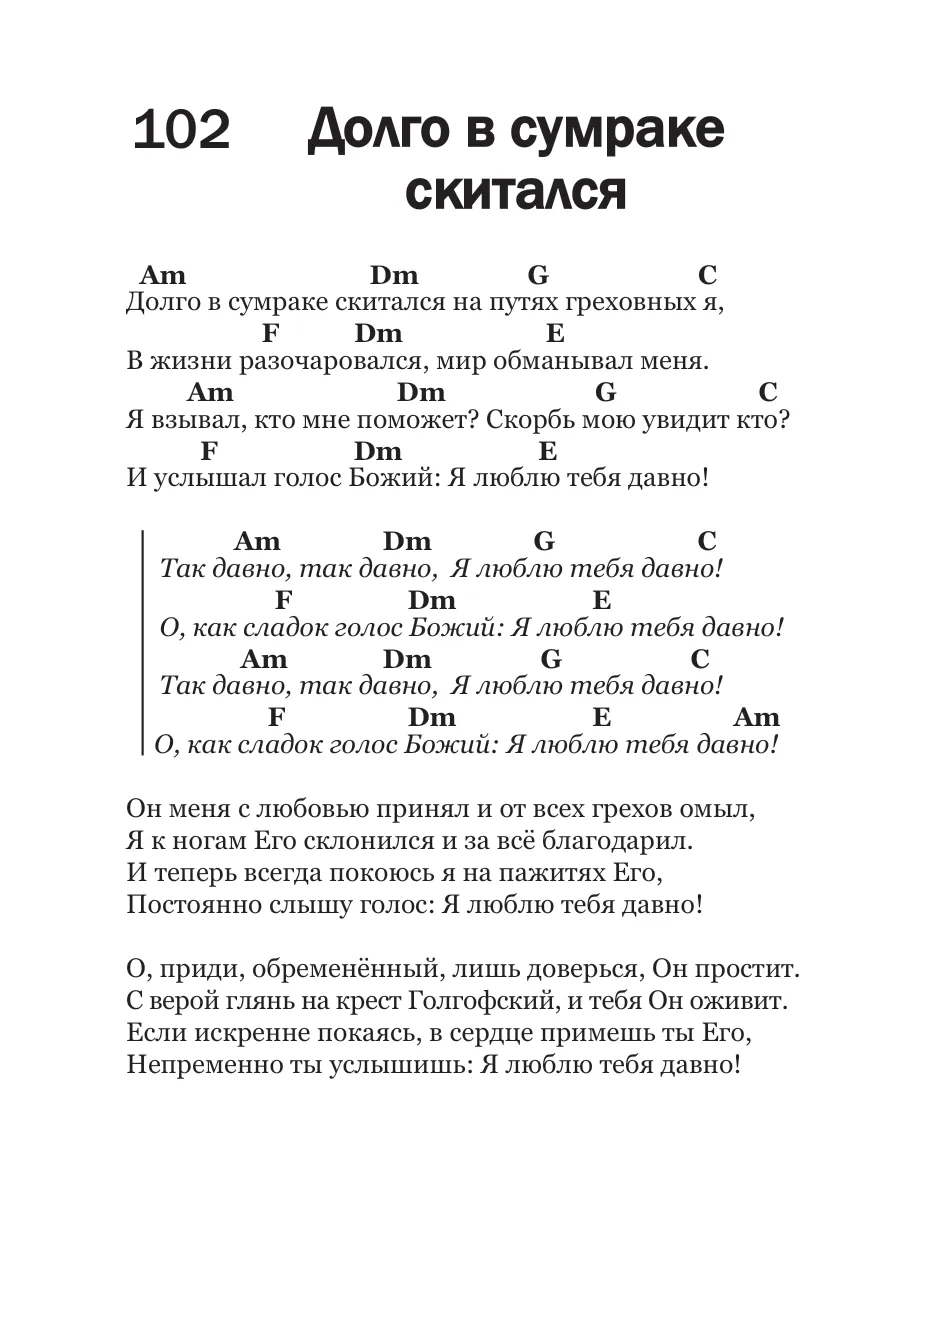 102 Долго в сумраке
скитался
Am Dm G C
Долго в сумраке скитался на путях греховных я,
F Dm E
В жизни разочаровался, мир обманывал меня.
Am Dm G C
Я взывал, кто мне поможет? Скорбь мою увидит кто?
F Dm E
И услышал голос Божий: Я люблю тебя давно!
Am Dm G C
Так давно, так давно, Я люблю тебя давно!
F Dm E
О, как сладок голос Божий: Я люблю тебя давно!
Am Dm G C
Так давно, так давно, Я люблю тебя давно!
F Dm E Am
О, как сладок голос Божий: Я люблю тебя давно!
Он меня с любовью принял и от всех грехов омыл,
Я к ногам Его склонился и за всё благодарил.
И теперь всегда покоюсь я на пажитях Его,
Постоянно слышу голос: Я люблю тебя давно!
О, приди, обременённый, лишь доверься, Он простит.
С верой глянь на крест Голгофский, и тебя Он оживит.
Если искренне покаясь, в сердце примешь ты Его,
Непременно ты услышишь: Я люблю тебя давно!